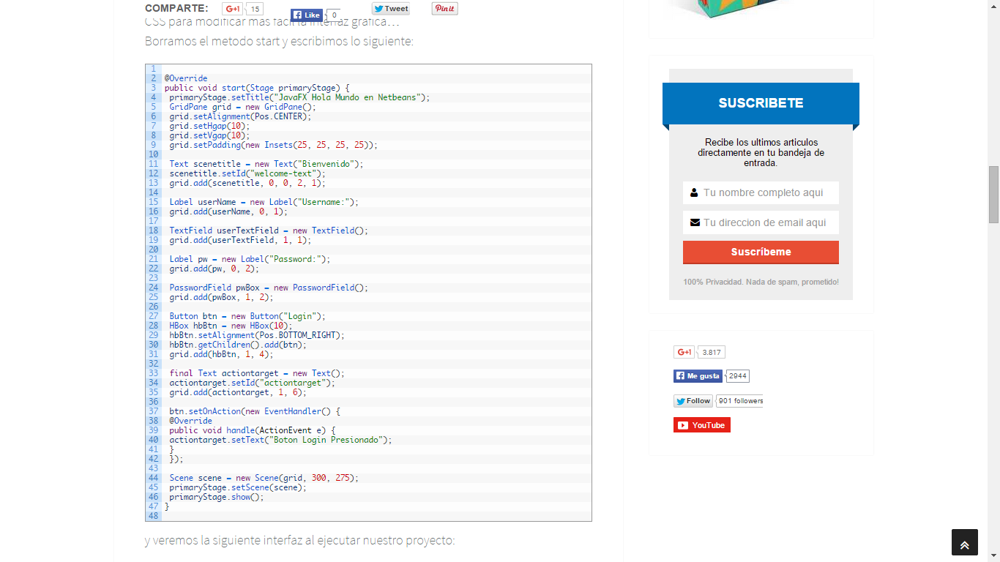 COMPARTE:
G+1 15
Like 0
Tweet
Pin it
CSS para modificar mas facil la interfaz grafica…
Borramos el metodo start y escribimos lo siguiente:
1
2 @Override
3 public void start(Stage primaryStage) {
4 primaryStage.setTitle("JavaFX Hola Mundo en Netbeans");
5 GridPane grid = new GridPane();
6 grid.setAlignment(Pos.CENTER);
7 grid.setHgap(10);
8 grid.setVgap(10);
9 grid.setPadding(new Insets(25, 25, 25, 25));
10
11 Text scenetitle = new Text("Bienvenido");
12 scenetitle.setId("welcome-text");
13 grid.add(scenetitle, 0, 0, 2, 1);
14
15 Label userName = new Label("Username:");
16 grid.add(userName, 0, 1);
17
18 TextField userTextField = new TextField();
19 grid.add(userTextField, 1, 1);
20
21 Label pw = new Label("Password:");
22 grid.add(pw, 0, 2);
23
24 PasswordField pwBox = new PasswordField();
25 grid.add(pwBox, 1, 2);
26
27 Button btn = new Button("Login");
28 HBox hbBtn = new HBox(10);
29 hbBtn.setAlignment(Pos.BOTTOM_RIGHT);
30 hbBtn.getChildren().add(btn);
31 grid.add(hbBtn, 1, 4);
32
33 final Text actiontarget = new Text();
34 actiontarget.setId("actiontarget");
35 grid.add(actiontarget, 1, 6);
36
37 btn.setOnAction(new EventHandler() {
38 @Override
39 public void handle(ActionEvent e) {
40 actiontarget.setText("Boton Login Presionado");
41 }
42 });
43
44 Scene scene = new Scene(grid, 300, 275);
45 primaryStage.setScene(scene);
46 primaryStage.show();
47 }
48
y veremos la siguiente interfaz al ejecutar nuestro proyecto:
SUSCRIBETE
Recibe los ultimos articulos
directamente en tu bandeja de
entrada.
Tu nombre completo aqui
Tu direccion de email aqui
Suscríbeme
100% Privacidad. Nada de spam, prometido!
G+1 3.817
Me gusta 2944
Follow 901 followers
YouTube